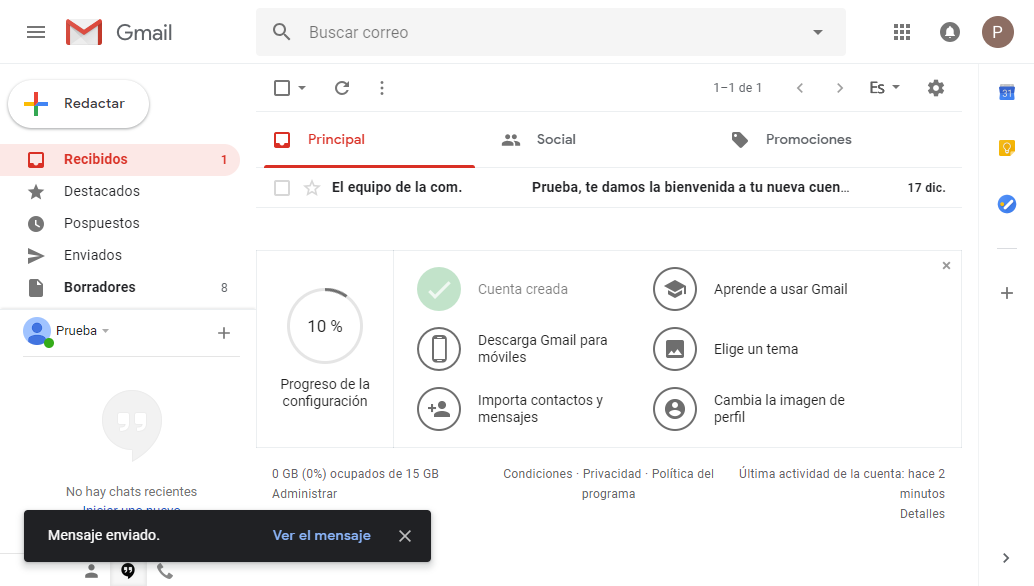 Gmail
Buscar correo
P
Redactar
1–1 de 1
Es
31
Principal
Social
Promociones
Recibidos 1
Destacados
Pospuestos
Enviados
Borradores 8
El equipo de la com. Prueba, te damos la bienvenida a tu nueva cuen… 17 dic.
Prueba
10 %
Progreso de la
configuración
Cuenta creada
Aprende a usar Gmail
Descarga Gmail para
móviles
Elige un tema
Importa contactos y
mensajes
Cambia la imagen de
perfil
0 GB (0%) ocupados de 15 GB
Administrar
Condiciones · Privacidad · Política del
programa
Última actividad de la cuenta: hace 2
minutos
Detalles
No hay chats recientes
Iniciar uno nuevo
Mensaje enviado. Ver el mensaje